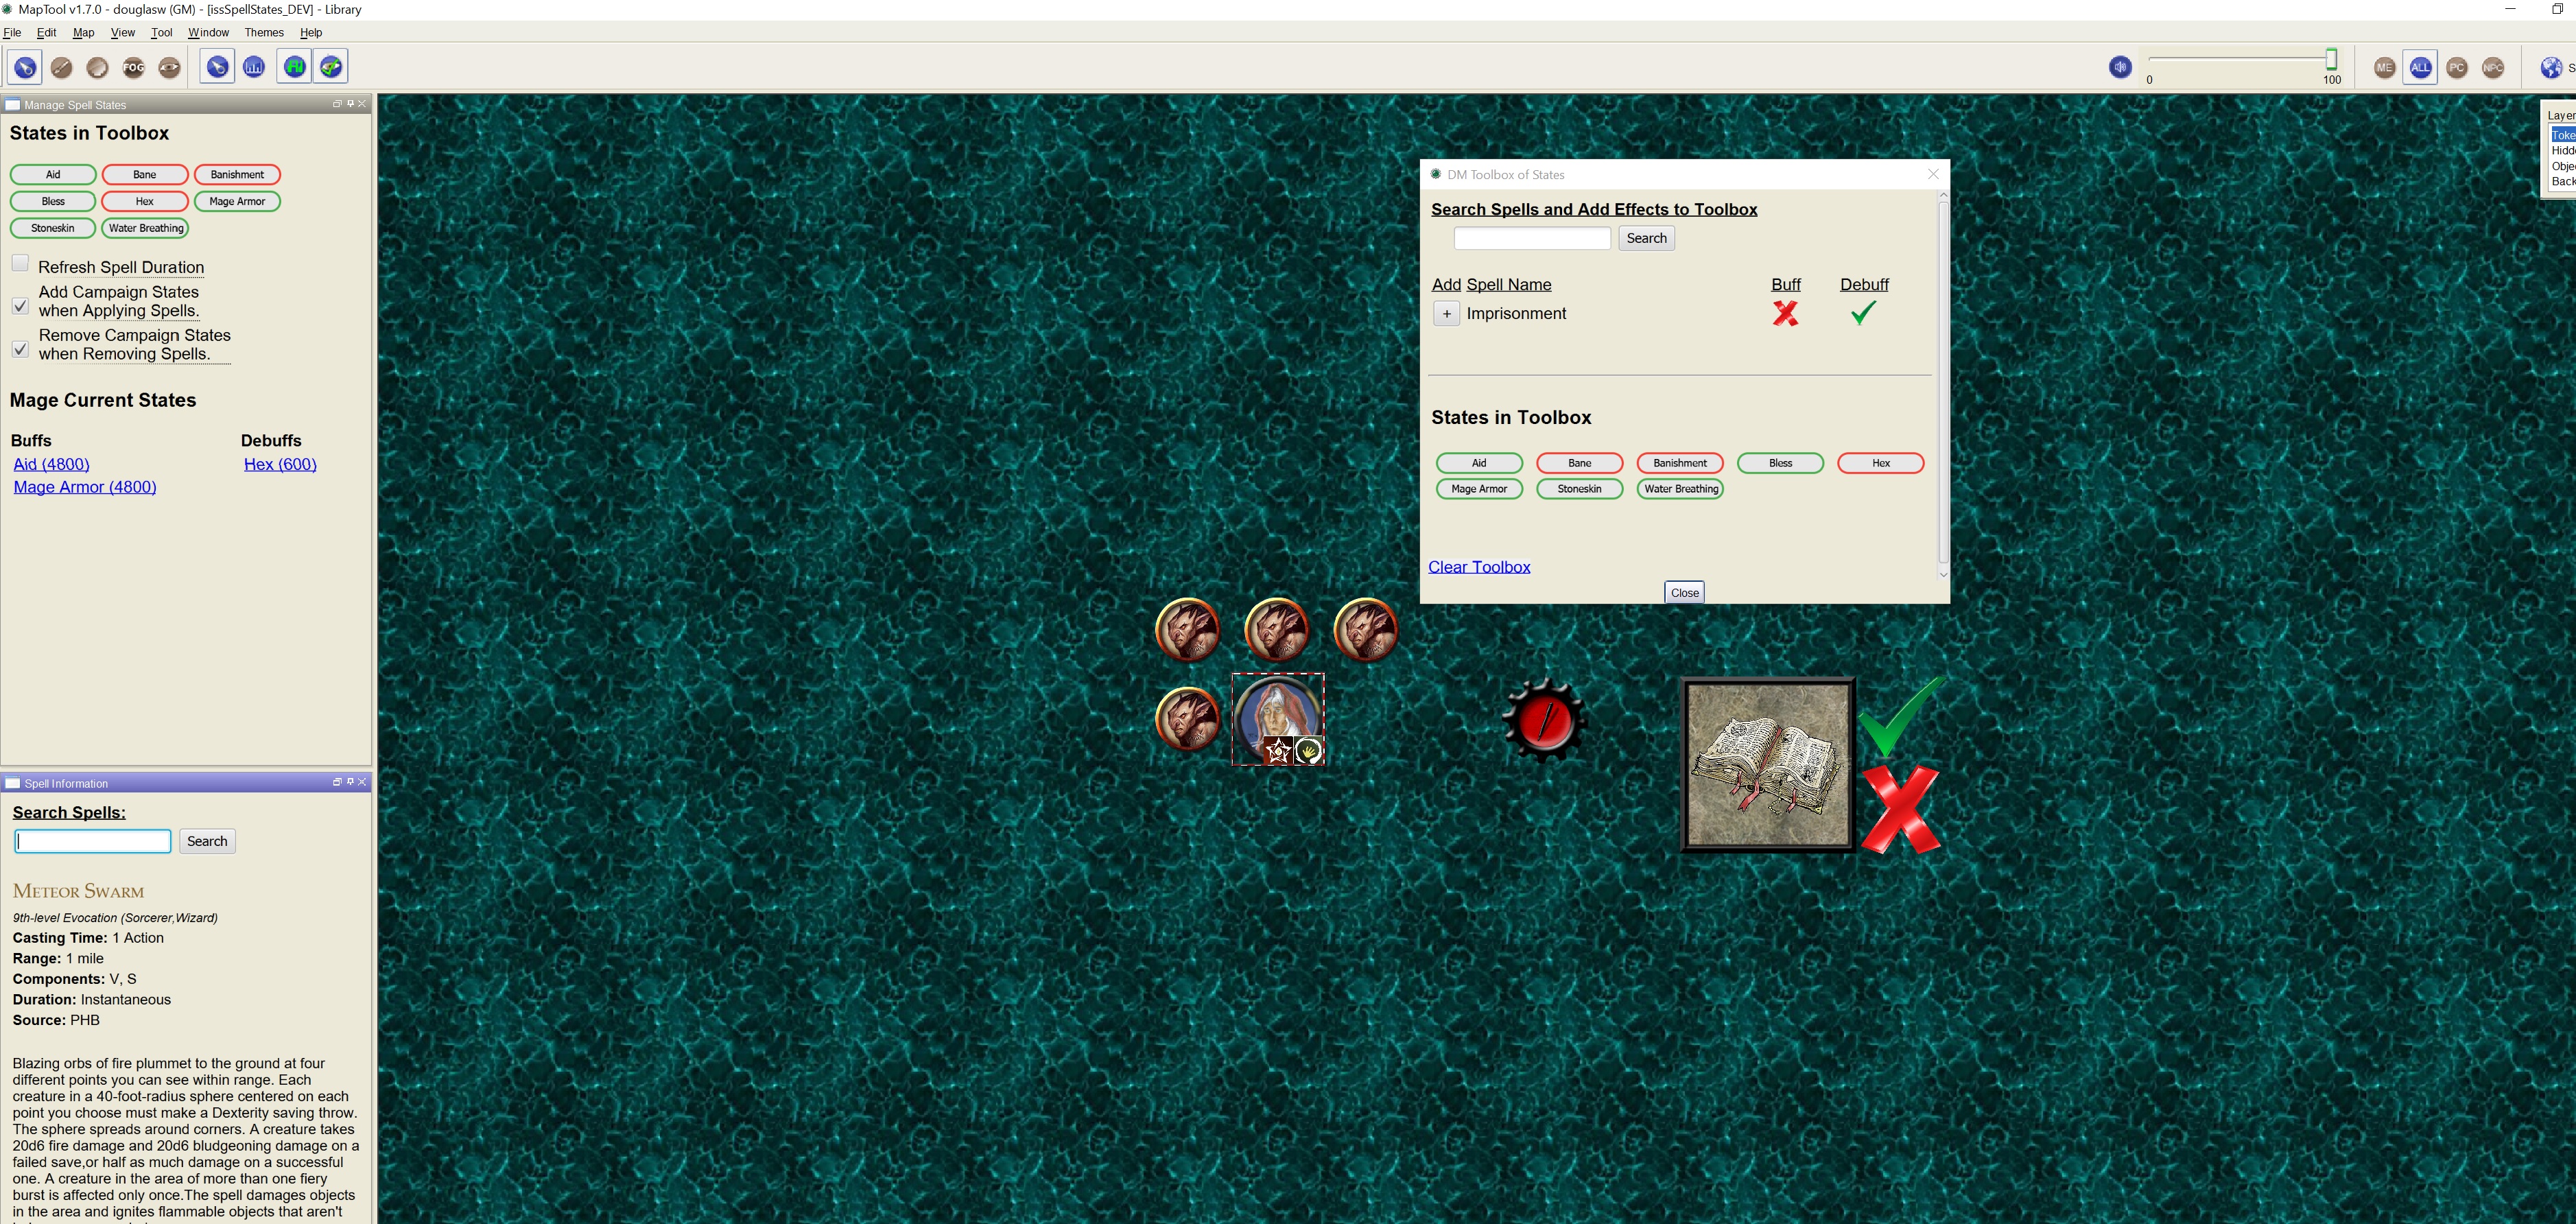 MapTool v1.7.0 - douglasw (GM) - [issSpellStates_DEV] - Library
File Edit Map View Tool Window Themes Help
FOG
0 100
ME ALL PC NPC
Manage Spell States
States in Toolbox
Aid Bane Banishment
Bless Hex Mage Armor
Stoneskin Water Breathing
Refresh Spell Duration
Add Campaign States
when Applying Spells.
Remove Campaign States
when Removing Spells.
Mage Current States
Buffs Debuffs
Aid (4800) Hex (600)
Mage Armor (4800)
Spell Information
Search Spells:
Search
METEOR SWARM
9th-level Evocation (Sorcerer,Wizard)
Casting Time: 1 Action
Range: 1 mile
Components: V, S
Duration: Instantaneous
Source: PHB
Blazing orbs of fire plummet to the ground at four
different points you can see within range. Each
creature in a 40-foot-radius sphere centered on each
point you choose must make a Dexterity saving throw.
The sphere spreads around corners. A creature takes
20d6 fire damage and 20d6 bludgeoning damage on a
failed save,or half as much damage on a successful
one. A creature in the area of more than one fiery
burst is affected only once.The spell damages objects
in the area and ignites flammable objects that aren't
DM Toolbox of States
Search Spells and Add Effects to Toolbox
Search
Add Spell Name Buff Debuff
+ Imprisonment
States in Toolbox
Aid Bane Banishment Bless Hex
Mage Armor Stoneskin Water Breathing
Clear Toolbox
Close
Layer
Toke
Hidd
Obje
Back